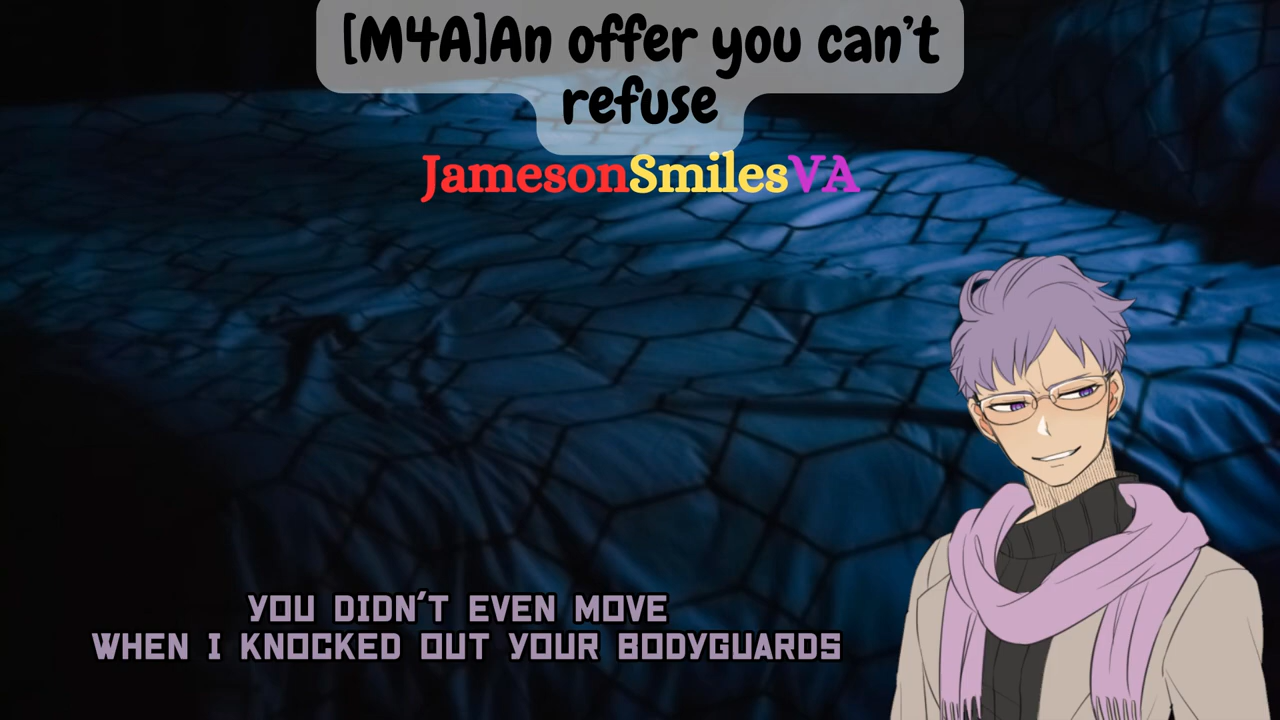 [M4A]An offer you can't
refuse
JamesonSmilesVA
YOU DIDN'T EVEN MOVE
WHEN I KNOCKED OUT YOUR BODYGUARDS